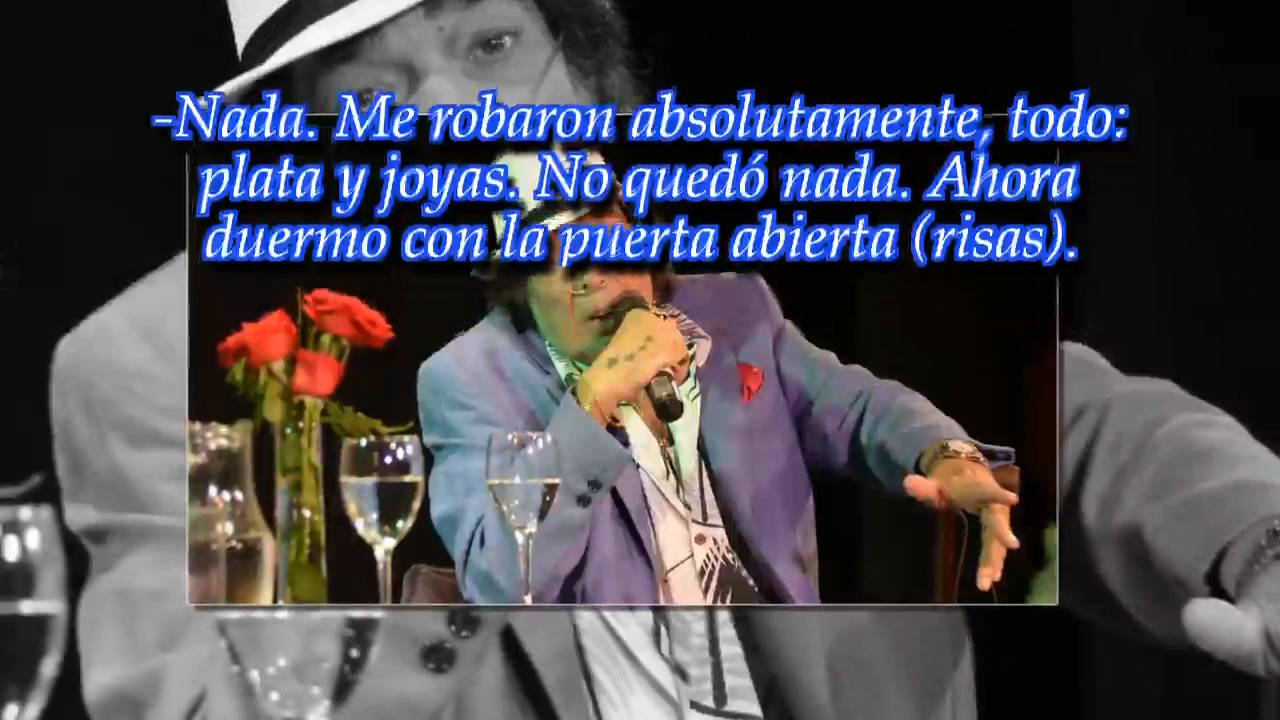 -Nada. Me robaron absolutamente, todo:
plata y joyas. No quedó nada. Ahora
duermo con la puerta abierta (risas).